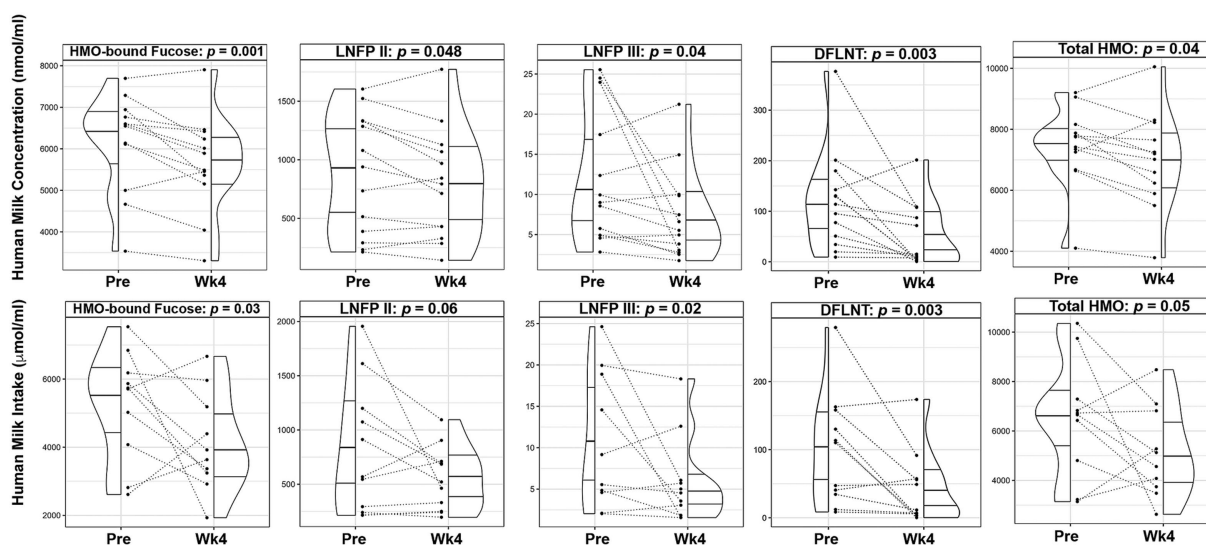 HMO-bound Fucose: p = 0.001
LNFP II: p = 0.048
LNFP III: p = 0.04
DFLNT: p = 0.003
Total HMO: p = 0.04
Human Milk Concentration (nmol/ml)
8000
7000
6000
5000
4000
Pre Wk4
1500
1000
500
Pre Wk4
25
20
15
10
5
Pre Wk4
300
200
100
0
Pre Wk4
10000
8000
6000
4000
Pre Wk4
HMO-bound Fucose: p = 0.03
LNFP II: p = 0.06
LNFP III: p = 0.02
DFLNT: p = 0.003
Total HMO: p = 0.05
Human Milk Intake (μmol/ml)
6000
4000
2000
Pre Wk4
2000
1500
1000
500
Pre Wk4
25
20
15
10
5
Pre Wk4
200
100
0
Pre Wk4
10000
8000
6000
4000
Pre Wk4